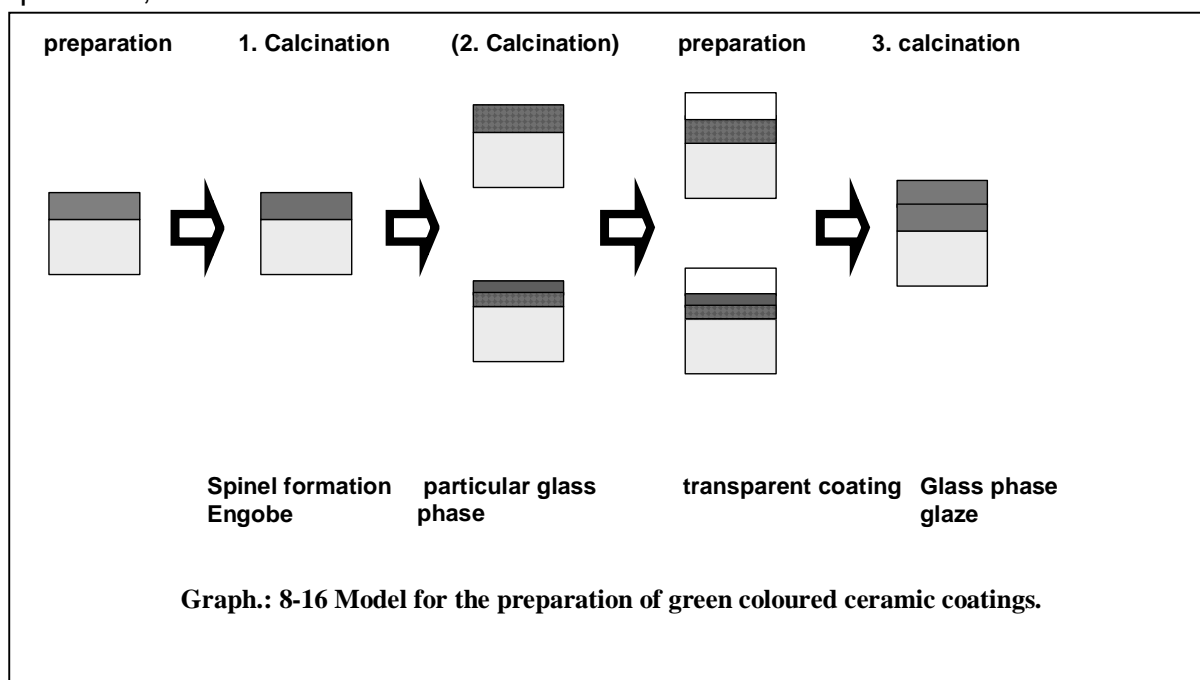 preparation 1. Calcination (2. Calcination) preparation 3. calcination
Spinel formation particular glass transparent coating Glass phase
Engobe phase glaze
Graph.: 8-16 Model for the preparation of green coloured ceramic coatings.